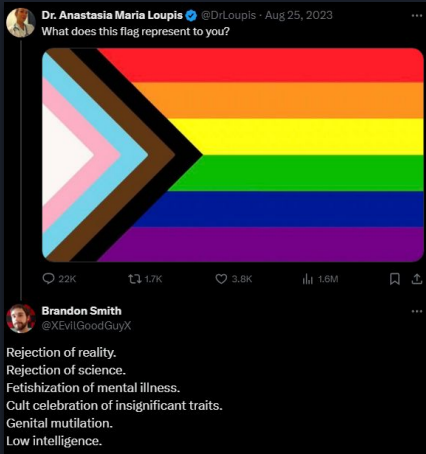 Dr. Anastasia Maria Loupis @DrLoupis · Aug 25, 2023
What does this flag represent to you?
22K 1.7K 3.8K 1.6M
Brandon Smith
@XEvilGoodGuyX
Rejection of reality.
Rejection of science.
Fetishization of mental illness.
Cult celebration of insignificant traits.
Genital mutilation.
Low intelligence.